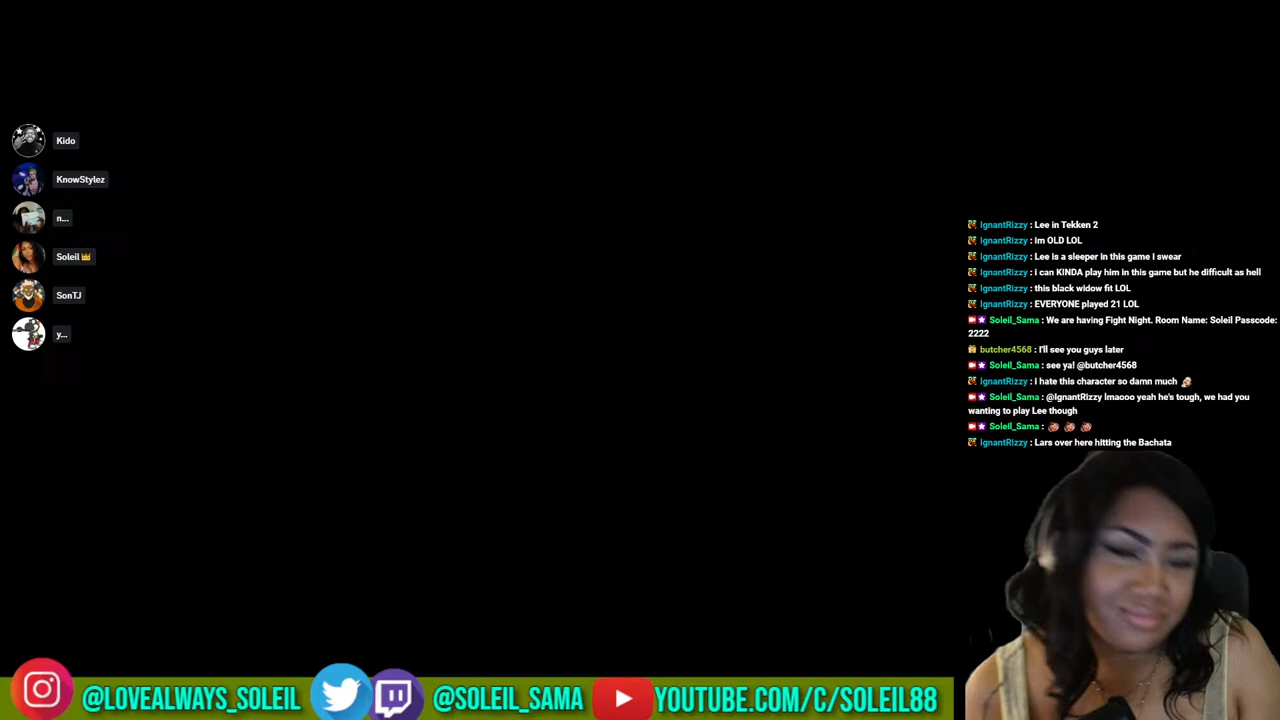 Kido
KnowStylez
n...
Soleil 👑
SonTJ
y...
IgnantRizzy : Lee in Tekken 2
IgnantRizzy : Im OLD LOL
IgnantRizzy : Lee is a sleeper in this game i swear
IgnantRizzy : i can KINDA play him in this game but he difficult as hell
IgnantRizzy : this black widow fit LOL
IgnantRizzy : EVERYONE played 21 LOL
Soleil_Sama : We are having Fight Night. Room Name: Soleil Passcode:
2222
butcher4568 : I'll see you guys later
Soleil_Sama : see ya! @butcher4568
IgnantRizzy : i hate this character so damn much
Soleil_Sama : @IgnantRizzy lmaooo yeah he's tough, we had you
wanting to play Lee though
Soleil_Sama :
IgnantRizzy : Lars over here hitting the Bachata
@LOVEALWAYS_SOLEIL @SOLEIL_SAMA YOUTUBE.COM/C/SOLEIL88